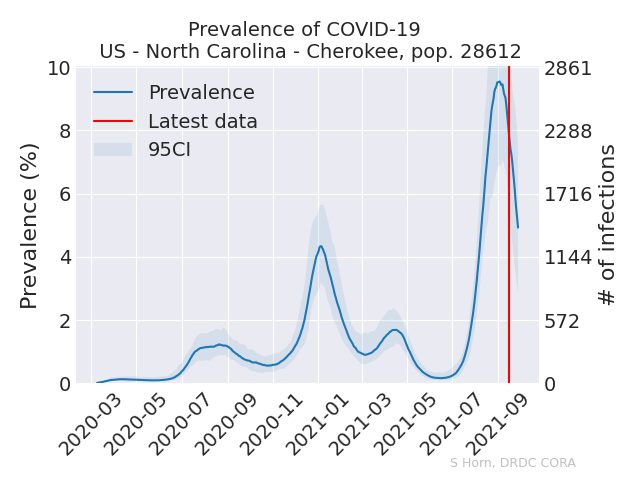 Prevalence of COVID-19
US - North Carolina - Cherokee, pop. 28612
Prevalence
Latest data
95CI
Prevalence (%)
10
8
6
4
2
0
2861
2288
1716
1144
572
0
# of infections
2020-03
2020-05
2020-07
2020-09
2020-11
2021-01
2021-03
2021-05
2021-07
2021-09
S Horn, DRDC CORA